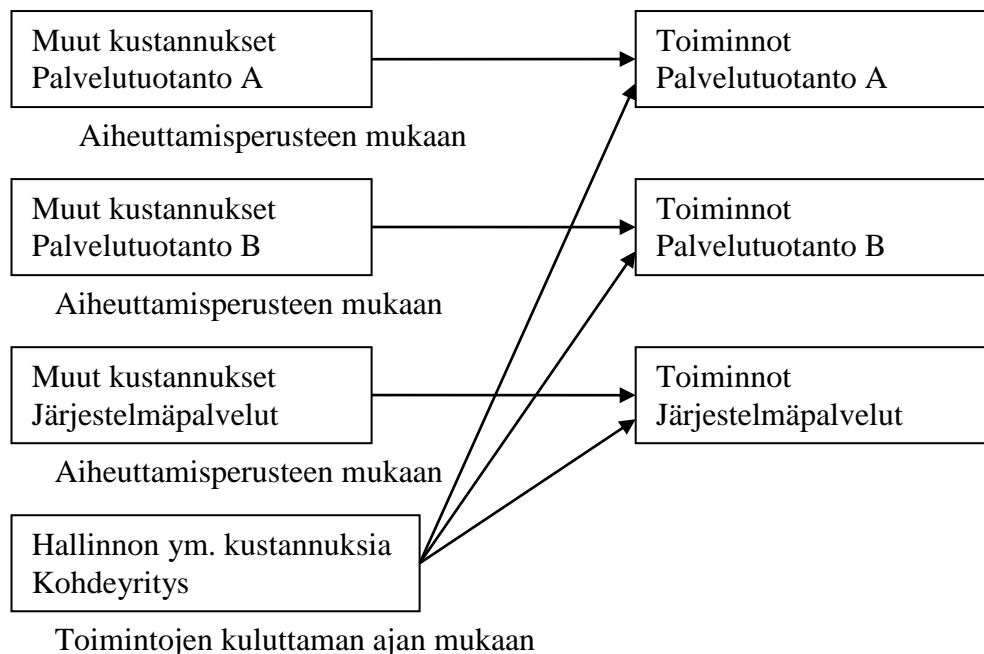 Muut kustannukset
Palvelutuotanto A
Toiminnot
Palvelutuotanto A
Aiheuttamisperusteen mukaan
Muut kustannukset
Palvelutuotanto B
Toiminnot
Palvelutuotanto B
Aiheuttamisperusteen mukaan
Muut kustannukset
Järjestelmäpalvelut
Toiminnot
Järjestelmäpalvelut
Aiheuttamisperusteen mukaan
Hallinnon ym. kustannuksia
Kohdeyritys
Toimintojen kuluttaman ajan mukaan